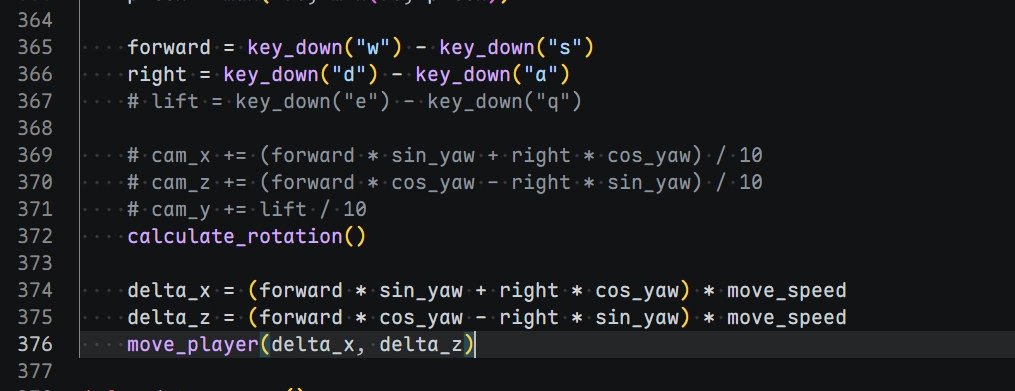 364
365 forward = key_down("w") - key_down("s")
366 right = key_down("d") - key_down("a")
367 # lift = key_down("e") - key_down("q")
368
369 # cam_x += (forward * sin_yaw + right * cos_yaw) / 10
370 # cam_z += (forward * cos_yaw - right * sin_yaw) / 10
371 # cam_y += lift / 10
372 calculate_rotation()
373
374 delta_x = (forward * sin_yaw + right * cos_yaw) * move_speed
375 delta_z = (forward * cos_yaw - right * sin_yaw) * move_speed
376 move_player(delta_x, delta_z)
377